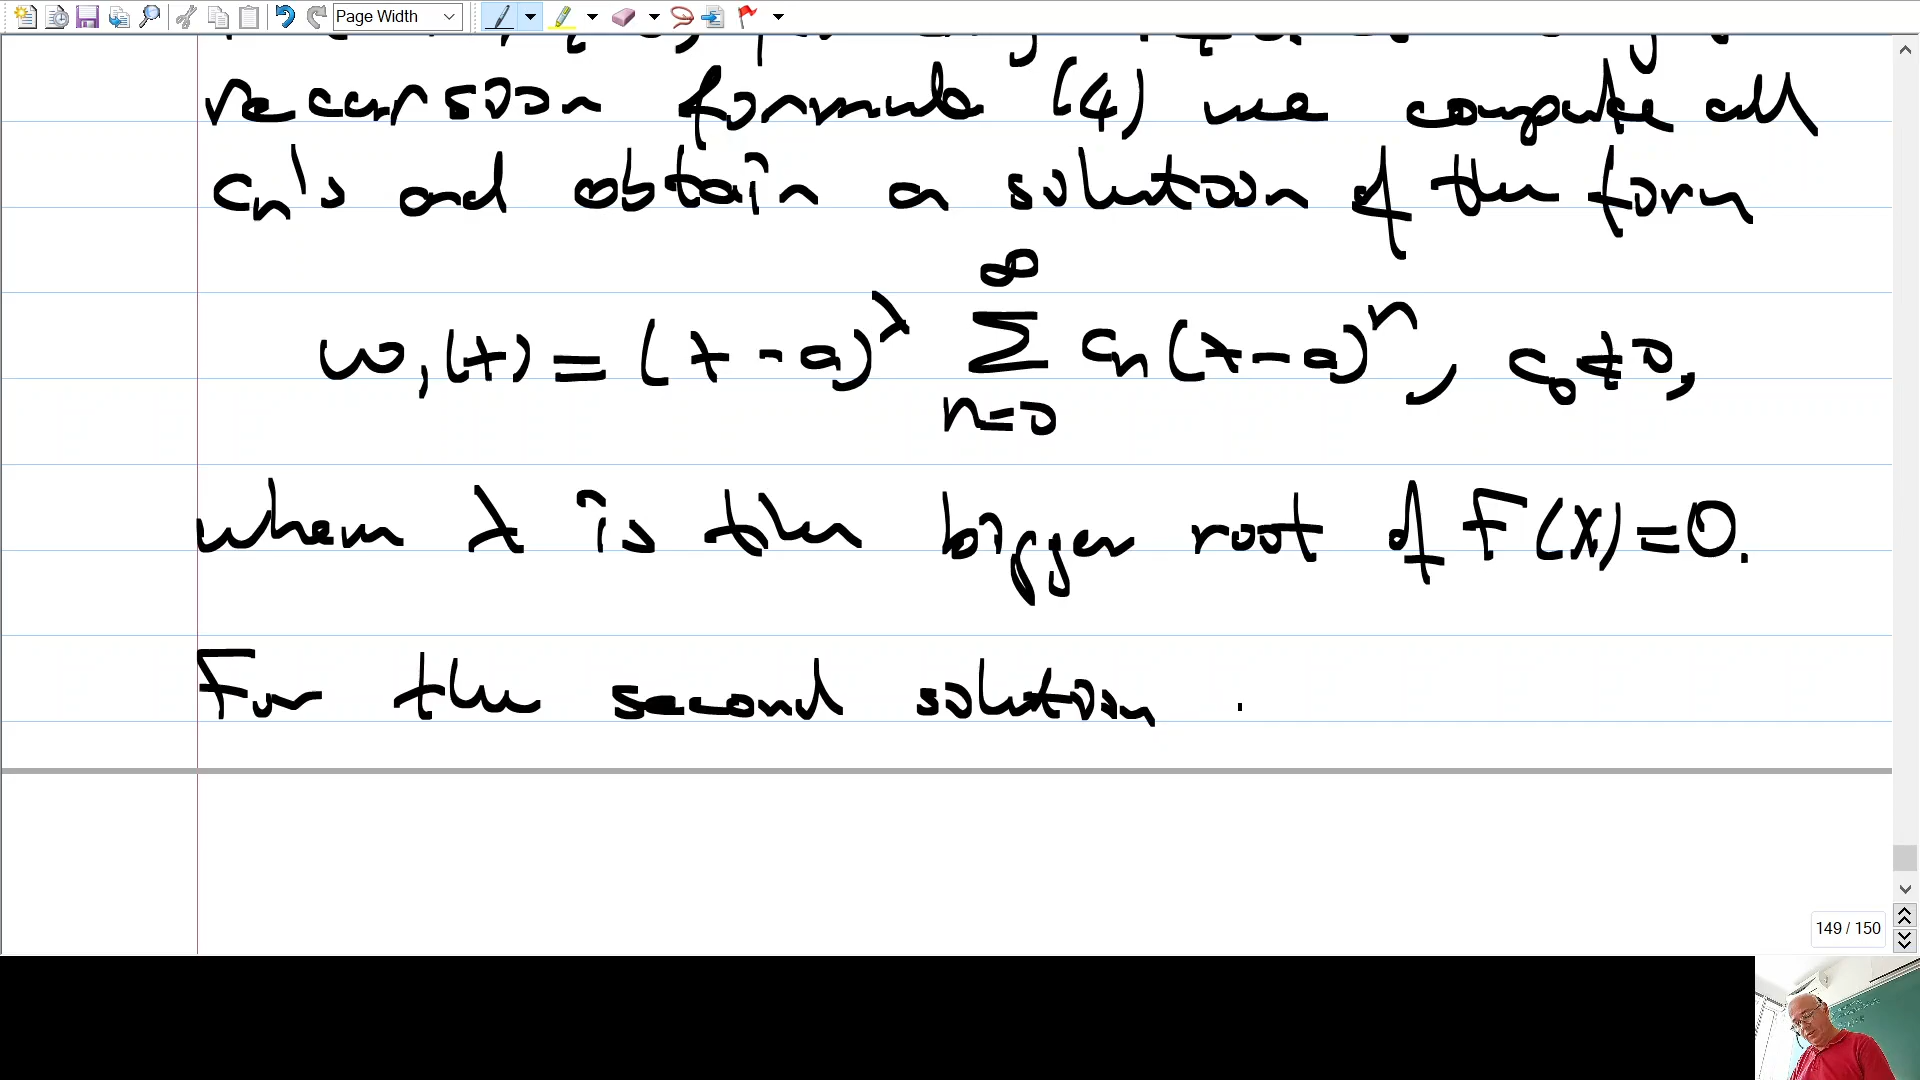 Page Width
recursion formula (4) we compute all
cₙ's and obtain a solution of the form
w₁(t) = (t-a)^λ ∑_{n=0}^{∞} cₙ(t-a)ⁿ, c₀≠0,
where λ is the bigger root of F(X)=0.
For the second solution
149 / 150